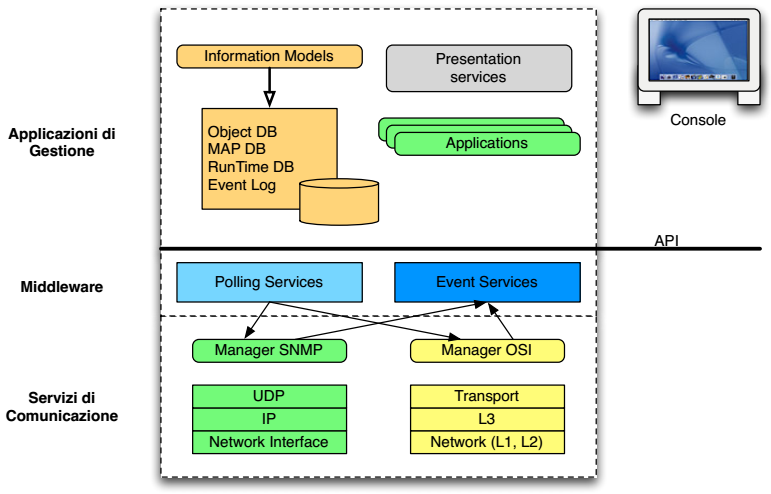 Information Models
Presentation
services
Console
Applicazioni di
Gestione
Object DB
MAP DB
RunTime DB
Event Log
Applications
API
Middleware
Polling Services
Event Services
Manager SNMP
Manager OSI
Servizi di
Comunicazione
UDP
IP
Network Interface
Transport
L3
Network (L1, L2)